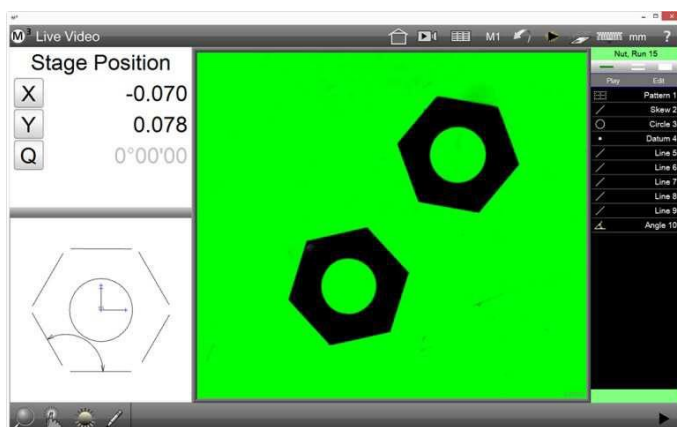 M³ Live Video
M1
mm
?
Stage Position
X -0.070
Y 0.078
Q 0°00'00
Nut, Run 15
Play Edit
Pattern 1
Skew 2
Circle 3
Datum 4
Line 5
Line 6
Line 7
Line 8
Line 9
Angle 10